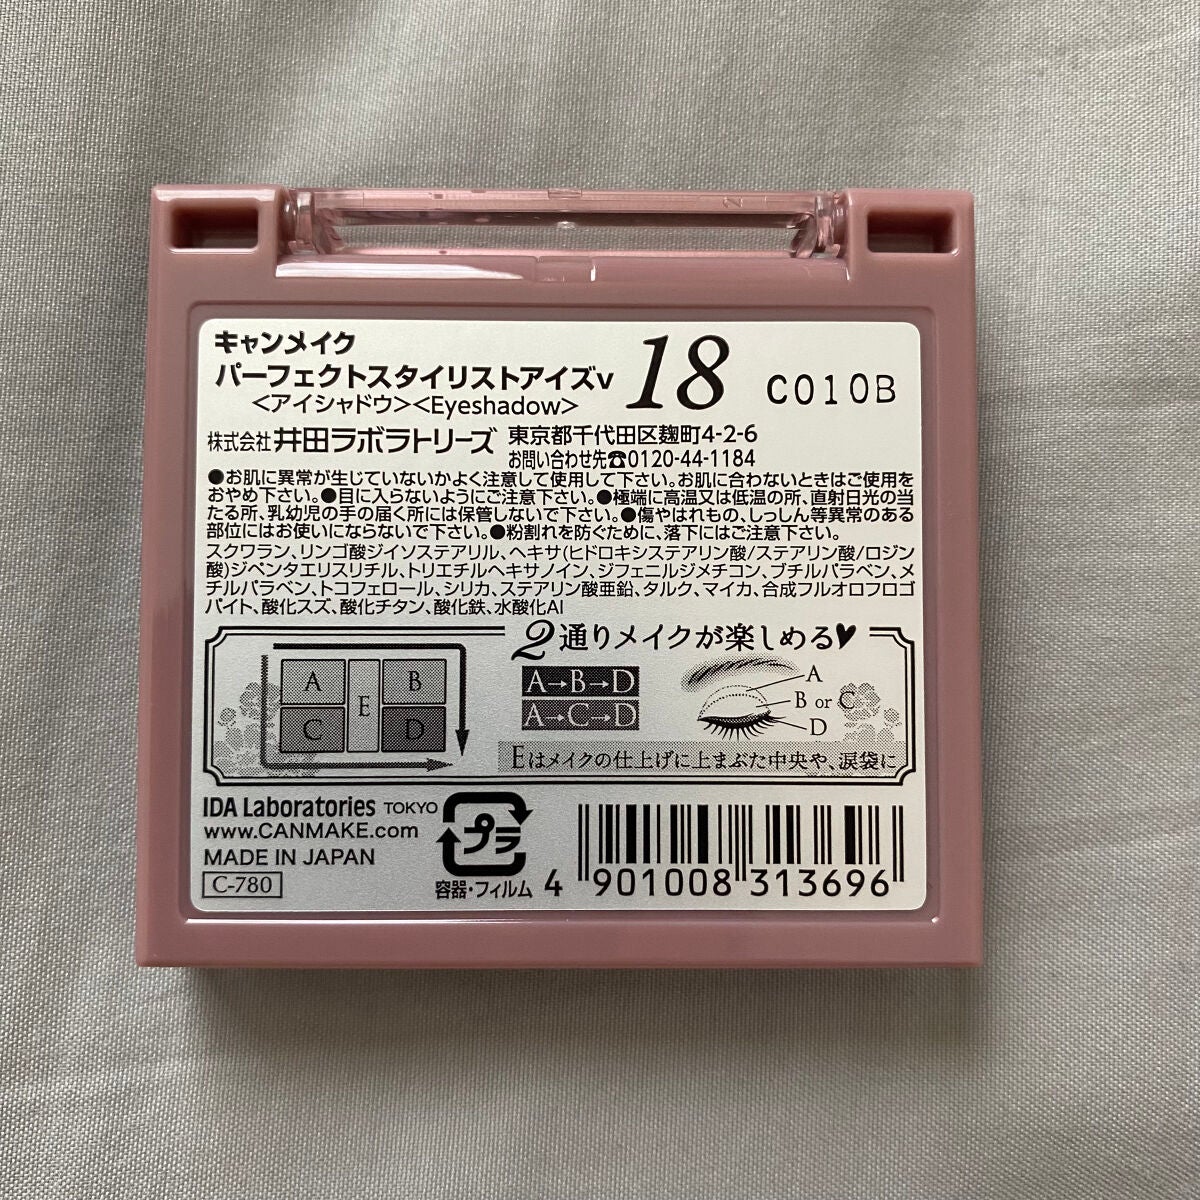 キャンメイク
パーフェクトスタイリストアイズv
<アイシャドウ><Eyeshadow>
18
C010B
株式会社 井田ラボラトリーズ
東京都千代田区麹町4-2-6
お問い合わせ先☎0120-44-1184
●お肌に異常が生じていないかよく注意して使用して下さい。お肌に合わないときはご使用を
おやめ下さい。●目に入らないようにご注意下さい。●極端に高温又は低温の所、直射日光の当
たる所、乳幼児の手の届く所には保管しないで下さい。●傷やはれもの、しっしん等異常のある
部位にはお使いにならないで下さい。●粉割れを防ぐために、落下にはご注意下さい。
スクワラン、リンゴ酸ジイソステアリル、ヘキサ(ヒドロキシステアリン酸/ステアリン酸/ロジン
酸)ジペンタエリスリチル、トリエチルヘキサノイン、ジフェニルジメチコン、ブチルパラベン、メ
チルパラベン、トコフェロール、シリカ、ステアリン酸亜鉛、タルク、マイカ、合成フルオロフロゴ
パイト、酸化スズ、酸化チタン、酸化鉄、水酸化Al
2通りメイクが楽しめる♥
A
B
C
D
E
A→B→D
A→C→D
A
B or C
D
Eはメイクの仕上げに上まぶた中央や、涙袋に
IDA Laboratories TOKYO
www.CANMAKE.com
MADE IN JAPAN
C-780
プラ
容器・フィルム
4 901008 313696